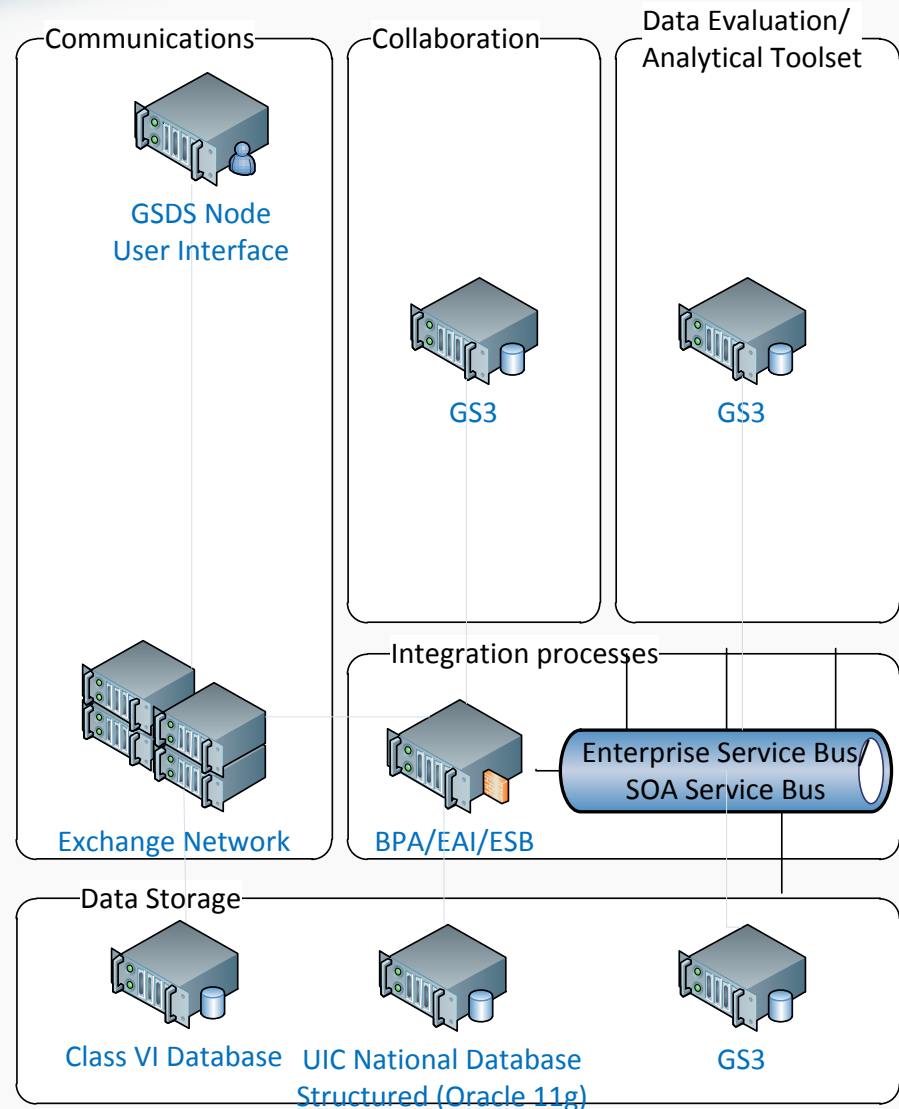 Communications
Collaboration
Data Evaluation/
Analytical Toolset
GSDS Node
User Interface
GS3
GS3
Integration processes
Enterprise Service Bus/
SOA Service Bus
Exchange Network
BPA/EAI/ESB
Data Storage
Class VI Database
UIC National Database
Structured (Oracle 11g)
GS3